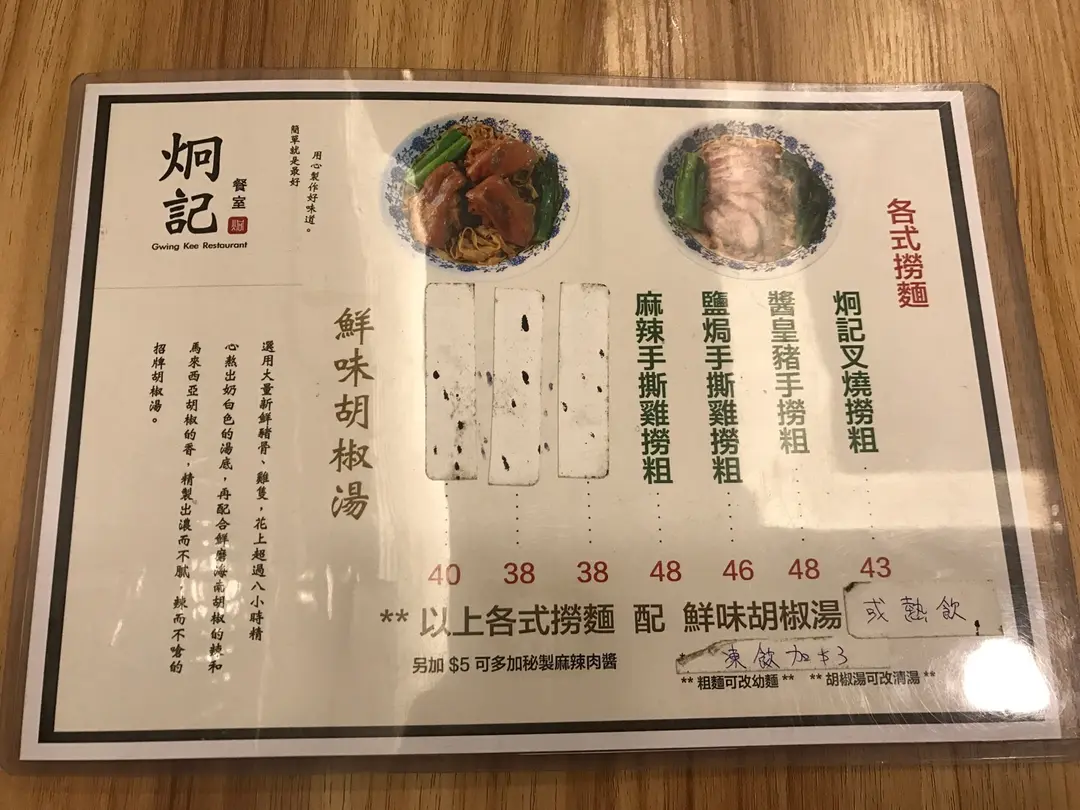 炯記
餐室
Gwing Kee Restaurant
用心製作好味道。
簡單就是最好
各式撈麵
炯記叉燒撈粗
43
醬皇豬手撈粗
48
鹽焗手撕雞撈粗
46
麻辣手撕雞撈粗
48
38
38
40
鮮味胡椒湯
選用大量新鮮豬骨、雞隻，花上超過八小時精
心熬出奶白色的湯底，再配合鮮磨海南胡椒的辣和
馬來西亞胡椒的香，精製出濃而不膩，辣而不嗆的
招牌胡椒湯。
** 以上各式撈麵 配 鮮味胡椒湯 或熱飲
凍飲加$3
另加 $5 可多加秘製麻辣肉醬
** 粗麵可改幼麵 ** ** 胡椒湯可改清湯 **